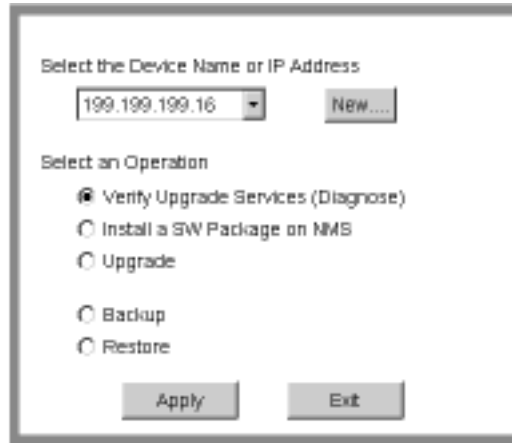 Select the Device Name or IP Address
199.199.199.16
New....
Select an Operation
Verify Upgrade Services (Diagnose)
Install a SW Package on NMS
Upgrade
Backup
Restore
Apply
Exit